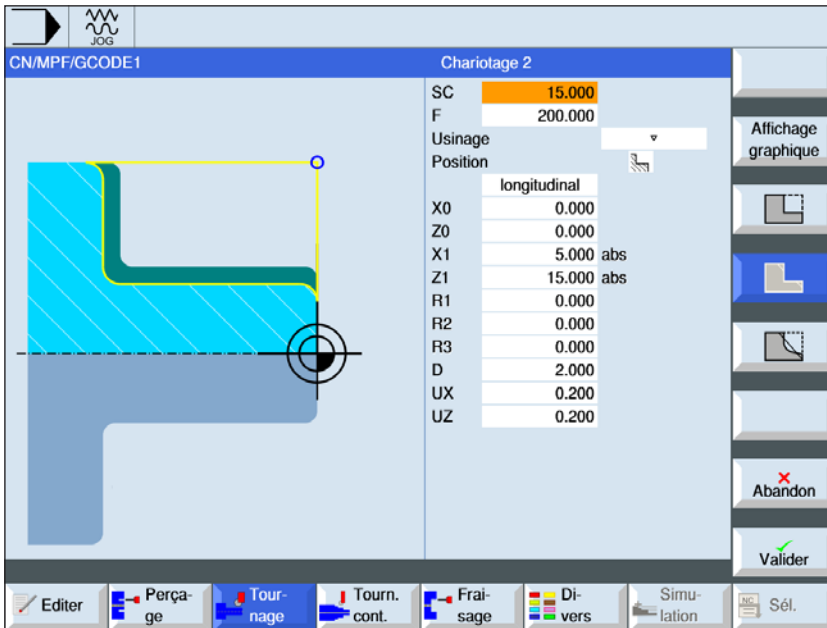 JOG
CN/MPF/GCODE1
Chariotage 2
SC 15.000
F 200.000
Usinage
Position
longitudinal
X0 0.000
Z0 0.000
X1 5.000 abs
Z1 15.000 abs
R1 0.000
R2 0.000
R3 0.000
D 2.000
UX 0.200
UZ 0.200
Affichage
graphique
Abandon
Valider
Editer
Perça-
ge
Tour-
nage
Tourn.
cont.
Frai-
sage
Di-
vers
Simu-
lation
NC
Sél.